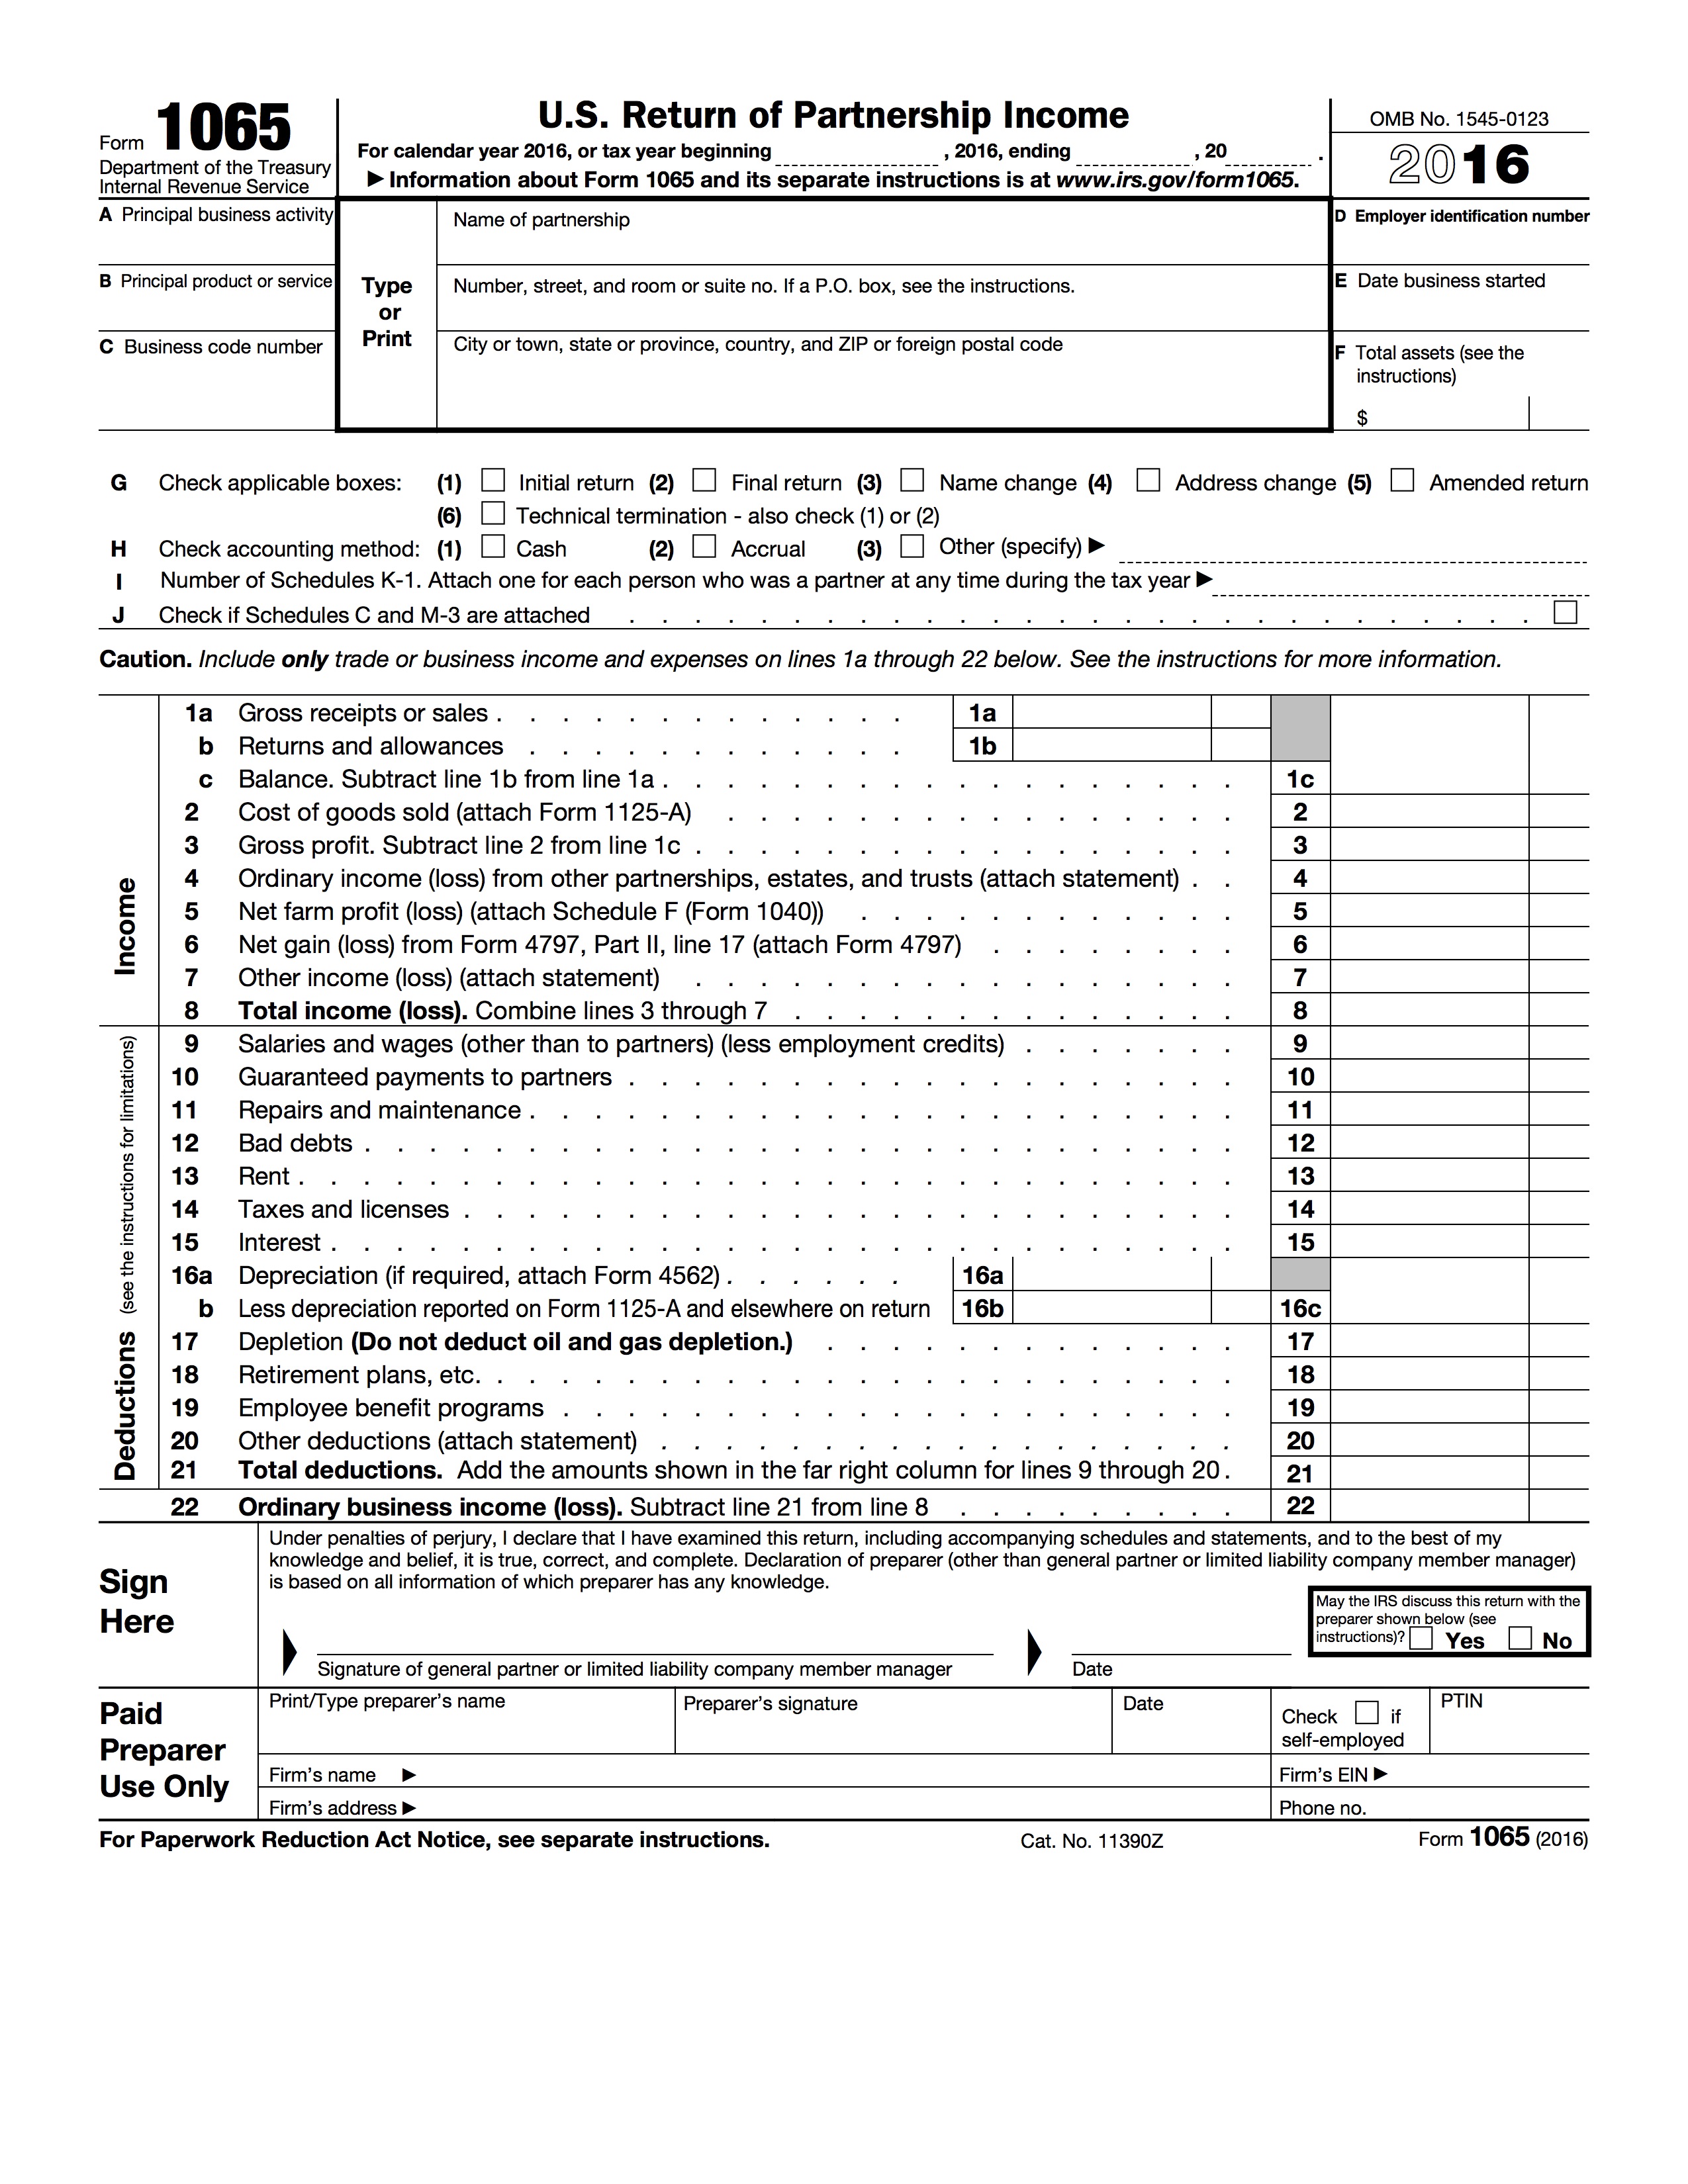 Form 1065
Department of the Treasury
Internal Revenue Service
U.S. Return of Partnership Income
For calendar year 2016, or tax year beginning , 2016, ending , 20 .
▶ Information about Form 1065 and its separate instructions is at www.irs.gov/form1065.
OMB No. 1545-0123
2016
A Principal business activity
B Principal product or service
C Business code number
Type
or
Print
Name of partnership
Number, street, and room or suite no. If a P.O. box, see the instructions.
City or town, state or province, country, and ZIP or foreign postal code
D Employer identification number
E Date business started
F Total assets (see the
instructions)
$
G Check applicable boxes: (1) Initial return (2) Final return (3) Name change (4) Address change (5) Amended return
(6) Technical termination - also check (1) or (2)
H Check accounting method: (1) Cash (2) Accrual (3) Other (specify) ▶
I Number of Schedules K-1. Attach one for each person who was a partner at any time during the tax year ▶
J Check if Schedules C and M-3 are attached
Caution. Include only trade or business income and expenses on lines 1a through 22 below. See the instructions for more information.
Income
1a Gross receipts or sales 1a
b Returns and allowances 1b
c Balance. Subtract line 1b from line 1a 1c
2 Cost of goods sold (attach Form 1125-A) 2
3 Gross profit. Subtract line 2 from line 1c 3
4 Ordinary income (loss) from other partnerships, estates, and trusts (attach statement) 4
5 Net farm profit (loss) (attach Schedule F (Form 1040)) 5
6 Net gain (loss) from Form 4797, Part II, line 17 (attach Form 4797) 6
7 Other income (loss) (attach statement) 7
8 Total income (loss). Combine lines 3 through 7 8
Deductions (see the instructions for limitations)
9 Salaries and wages (other than to partners) (less employment credits) 9
10 Guaranteed payments to partners 10
11 Repairs and maintenance 11
12 Bad debts 12
13 Rent 13
14 Taxes and licenses 14
15 Interest 15
16a Depreciation (if required, attach Form 4562) 16a
b Less depreciation reported on Form 1125-A and elsewhere on return 16b 16c
17 Depletion (Do not deduct oil and gas depletion.) 17
18 Retirement plans, etc. 18
19 Employee benefit programs 19
20 Other deductions (attach statement) 20
21 Total deductions. Add the amounts shown in the far right column for lines 9 through 20 . 21
22 Ordinary business income (loss). Subtract line 21 from line 8 22
Sign
Here
Under penalties of perjury, I declare that I have examined this return, including accompanying schedules and statements, and to the best of my
knowledge and belief, it is true, correct, and complete. Declaration of preparer (other than general partner or limited liability company member manager)
is based on all information of which preparer has any knowledge.
Signature of general partner or limited liability company member manager
Date
May the IRS discuss this return with the
preparer shown below (see
instructions)? Yes No
Paid
Preparer
Use Only
Print/Type preparer's name
Preparer's signature
Date
Check if
self-employed
PTIN
Firm's name ▶
Firm's EIN ▶
Firm's address ▶
Phone no.
For Paperwork Reduction Act Notice, see separate instructions.
Cat. No. 11390Z
Form 1065 (2016)